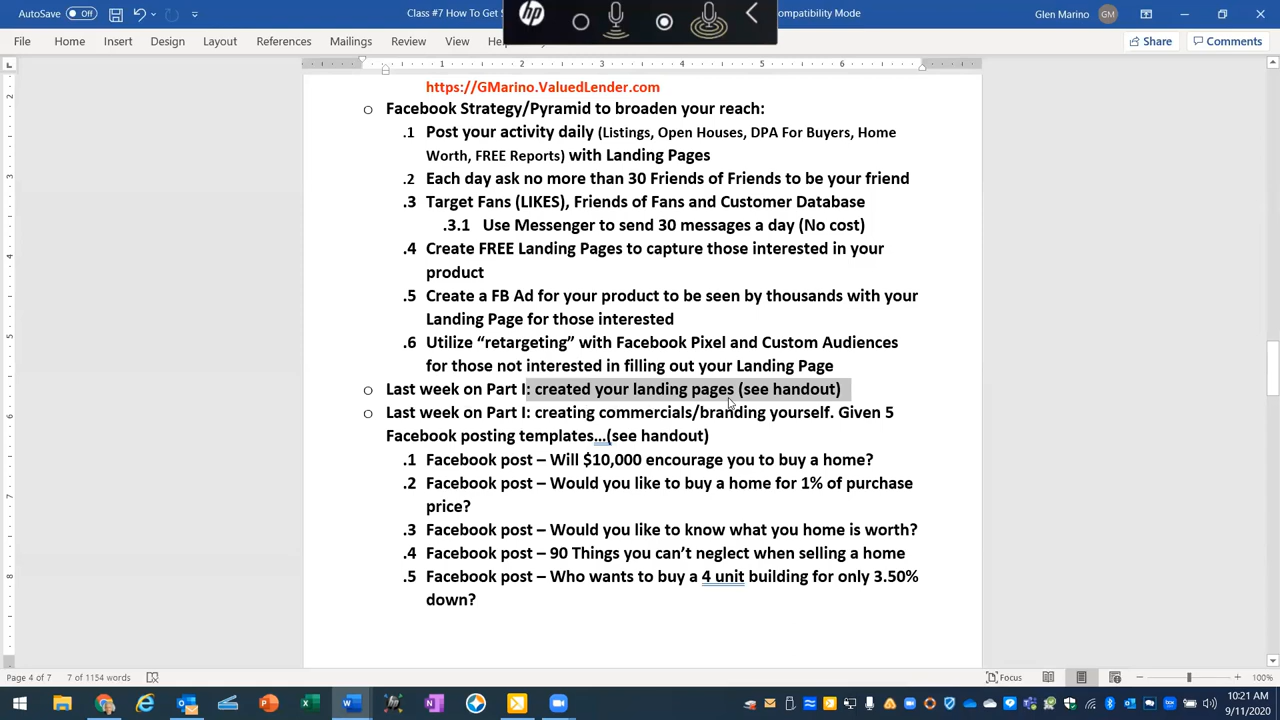 AutoSave Off
Class #7 How To Get S
ompatibility Mode
Glen Marino GM
hp
File Home Insert Design Layout References Mailings Review View
Share Comments
https://GMarino.ValuedLender.com
o Facebook Strategy/Pyramid to broaden your reach:
.1 Post your activity daily (Listings, Open Houses, DPA For Buyers, Home
Worth, FREE Reports) with Landing Pages
.2 Each day ask no more than 30 Friends of Friends to be your friend
.3 Target Fans (LIKES), Friends of Fans and Customer Database
.3.1 Use Messenger to send 30 messages a day (No cost)
.4 Create FREE Landing Pages to capture those interested in your
product
.5 Create a FB Ad for your product to be seen by thousands with your
Landing Page for those interested
.6 Utilize “retargeting” with Facebook Pixel and Custom Audiences
for those not interested in filling out your Landing Page
o Last week on Part I: created your landing pages (see handout)
o Last week on Part I: creating commercials/branding yourself. Given 5
Facebook posting templates…(see handout)
.1 Facebook post – Will $10,000 encourage you to buy a home?
.2 Facebook post – Would you like to buy a home for 1% of purchase
price?
.3 Facebook post – Would you like to know what you home is worth?
.4 Facebook post – 90 Things you can’t neglect when selling a home
.5 Facebook post – Who wants to buy a 4 unit building for only 3.50%
down?
Page 4 of 7 7 of 1154 words
Focus
100%
10:21 AM
9/11/2020